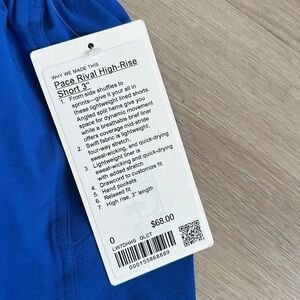 WHY WE MADE THIS
Pace Rival High-Rise
Short 3"
1. From side shuffles to
sprints—give it your all in
these lightweight lined shorts.
Angled split hems give you
space for dynamic movement
while a breathable brief liner
offers coverage mid-stride
2. Swift fabric is lightweight,
four-way stretch,
sweat-wicking, and quick-drying
3. Lightweight liner is
sweat-wicking and quick-drying
with added stretch
4. Drawcord to customize fit
5. Hand pockets
6. Relaxed fit
7. High rise, 3" length
0 $68.00